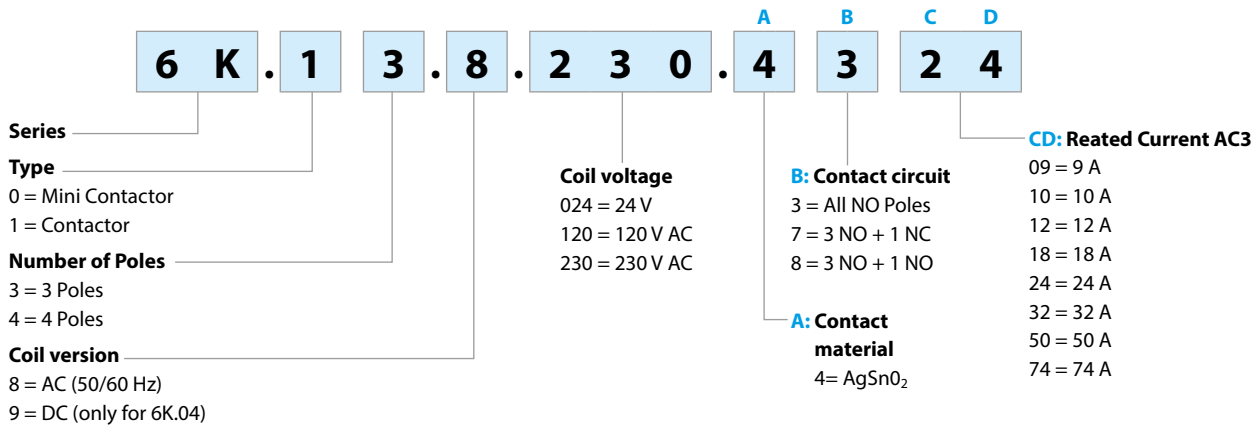 A B C D
6 K . 1 3 . 8 . 2 3 0 . 4 3 2 4
Series
Type
0 = Mini Contactor
1 = Contactor
Number of Poles
3 = 3 Poles
4 = 4 Poles
Coil version
8 = AC (50/60 Hz)
9 = DC (only for 6K.04)
Coil voltage
024 = 24 V
120 = 120 V AC
230 = 230 V AC
B: Contact circuit
3 = All NO Poles
7 = 3 NO + 1 NC
8 = 3 NO + 1 NO
A: Contact
material
4= AgSn0₂
CD: Reated Current AC3
09 = 9 A
10 = 10 A
12 = 12 A
18 = 18 A
24 = 24 A
32 = 32 A
50 = 50 A
74 = 74 A